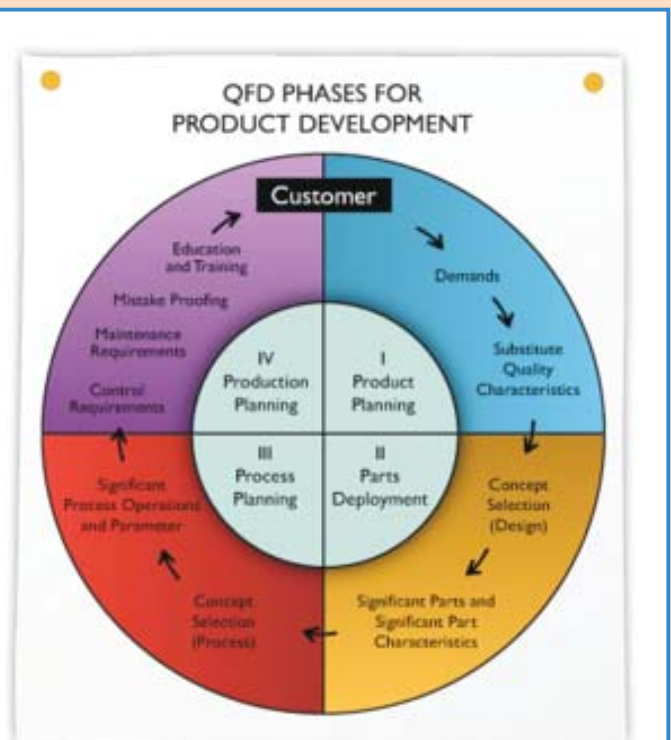 QFD PHASES FOR
PRODUCT DEVELOPMENT
Customer
Demands
Substitute
Quality
Characteristics
Concept
Selection
(Design)
Significant Parts and
Significant Part
Characteristics
Concept
Selection
(Process)
Significant
Process Operations
and Parameter
Control
Requirements
Maintenance
Requirements
Mistake Proofing
Education
and Training
I
Product
Planning
II
Parts
Deployment
III
Process
Planning
IV
Production
Planning